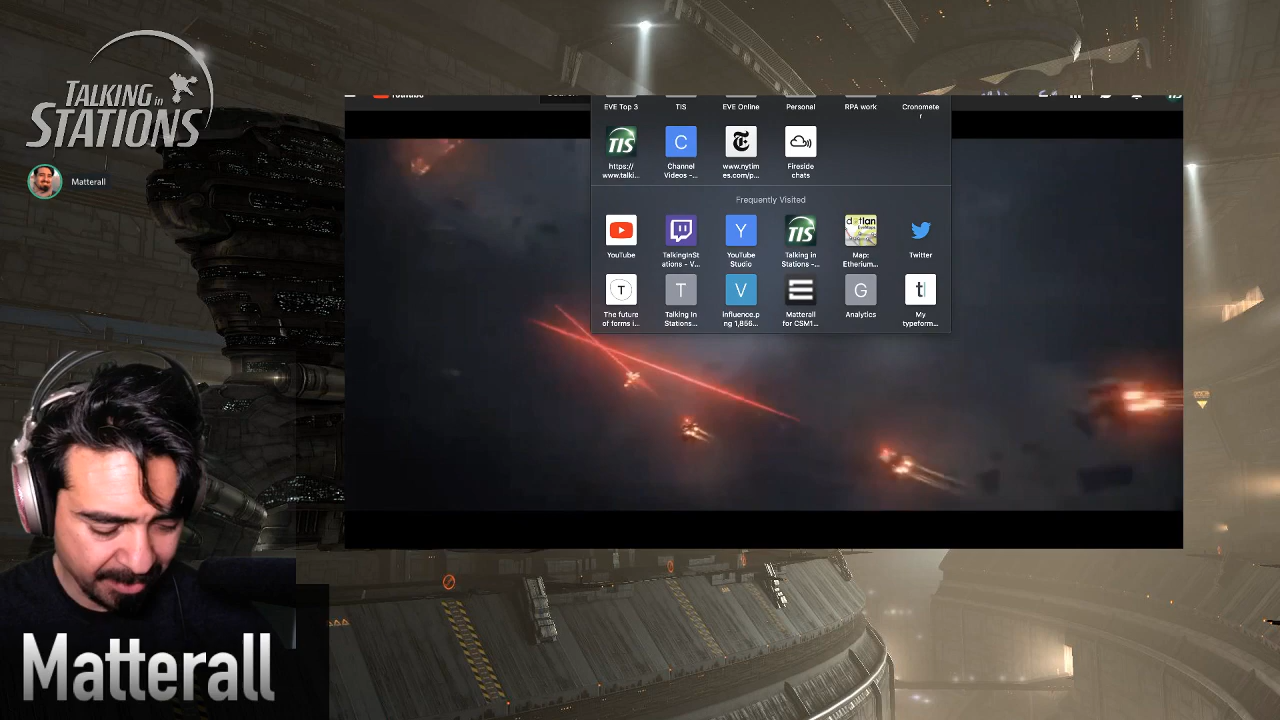 TALKING in
STATIONS
Matterall
EVE Top 3
TIS
EVE Online
Personal
RPA work
Cronomete
r
TIS
C
https://
www.talki...
Channel
Videos -...
www.nytim
es.com/p...
Fireside
chats
Frequently Visited
Y
TIS
dotlan
YouTube
TalkingInSt
ations - V...
YouTube
Studio
Talking in
Stations -...
Map:
Etherium...
Twitter
T
T
V
G
t
The future
of forms i...
Talking In
Stations...
influence.p
ng 1,856...
Matterall
for CSM1...
Analytics
My
typeform...
Matterall